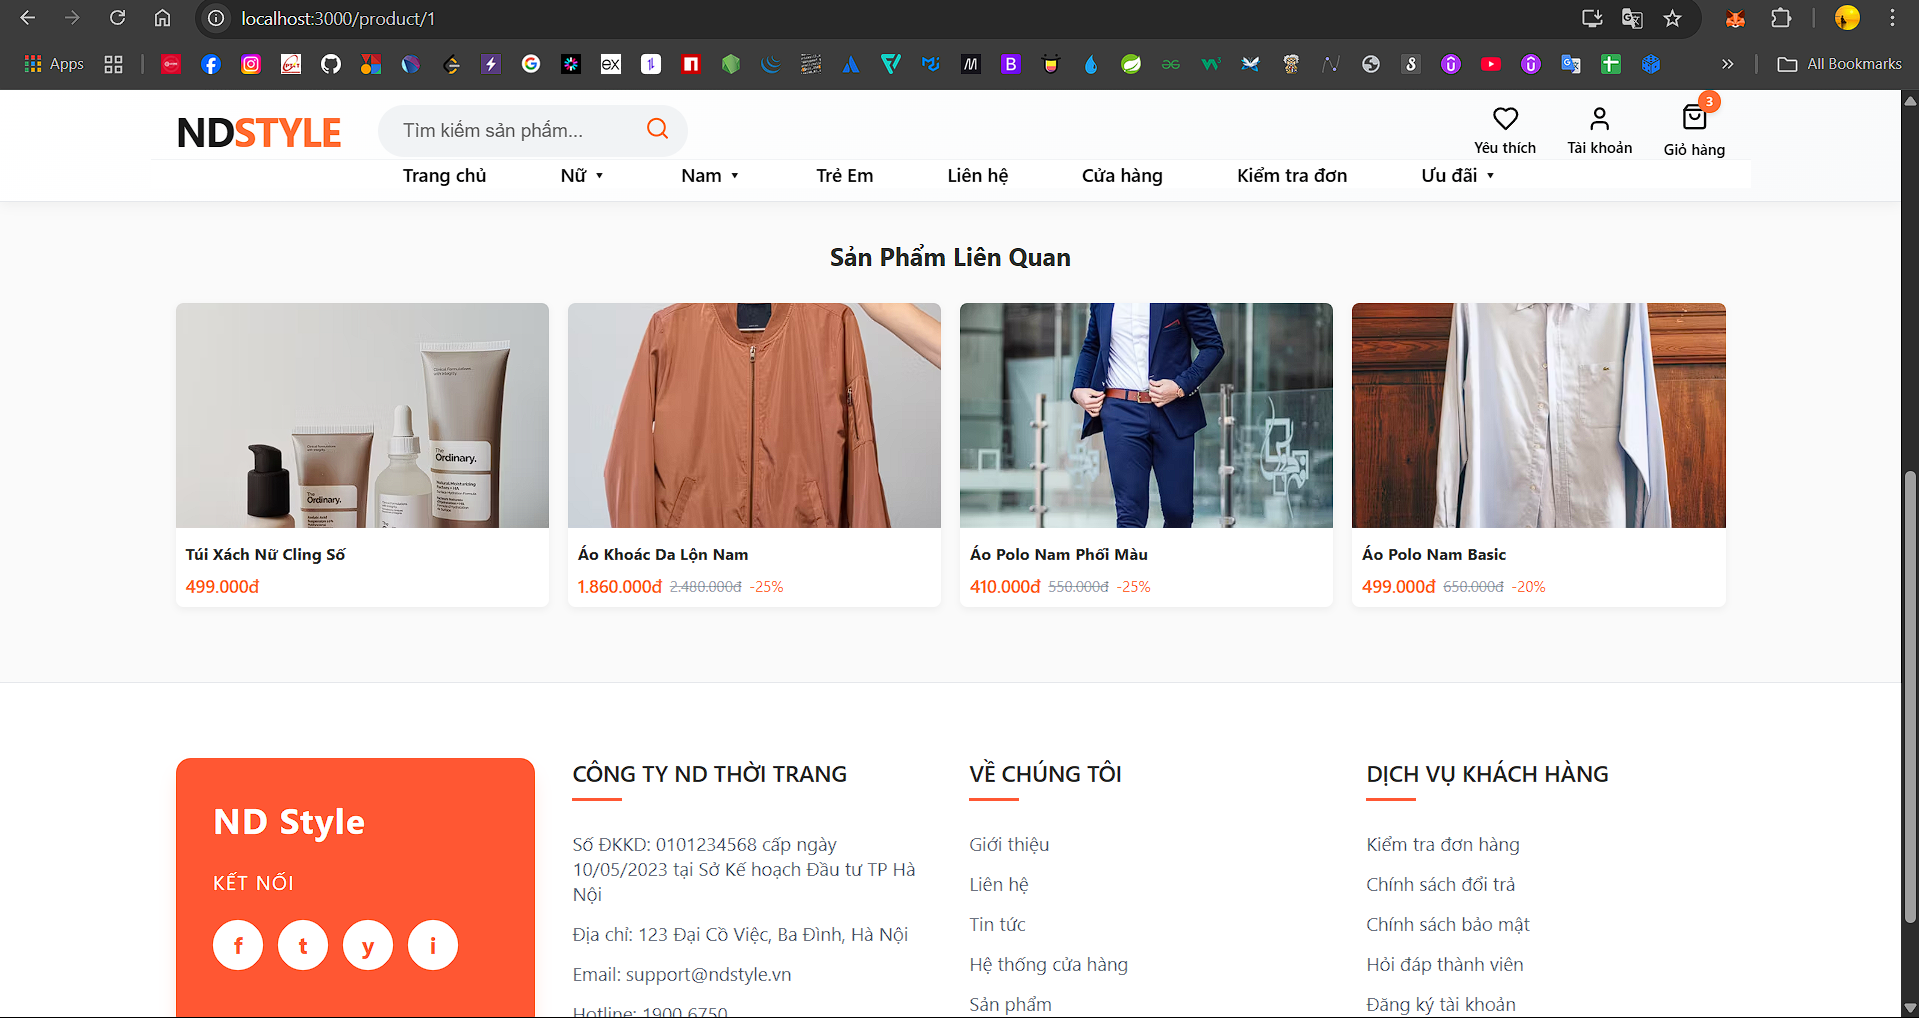 localhost:3000/product/1
Apps
All Bookmarks
NDSTYLE
Tìm kiếm sản phẩm...
Yêu thích
Tài khoản
3
Giỏ hàng
Trang chủ
Nữ ▼
Nam ▼
Trẻ Em
Liên hệ
Cửa hàng
Kiểm tra đơn
Ưu đãi ▼
Sản Phẩm Liên Quan
The
Ordinary.
The
Ordinary.
Túi Xách Nữ Cling Số
499.000đ
Áo Khoác Da Lộn Nam
1.860.000đ 2.480.000đ -25%
Áo Polo Nam Phối Màu
410.000đ 550.000đ -25%
Áo Polo Nam Basic
499.000đ 650.000đ -20%
ND Style
KẾT NỐI
f t y i
CÔNG TY ND THỜI TRANG
Số ĐKKD: 0101234568 cấp ngày
10/05/2023 tại Sở Kế hoạch Đầu tư TP Hà
Nội
Địa chỉ: 123 Đại Cồ Việc, Ba Đình, Hà Nội
Email: support@ndstyle.vn
Hotline: 1900 6750
VỀ CHÚNG TÔI
Giới thiệu
Liên hệ
Tin tức
Hệ thống cửa hàng
Sản phẩm
DỊCH VỤ KHÁCH HÀNG
Kiểm tra đơn hàng
Chính sách đổi trả
Chính sách bảo mật
Hỏi đáp thành viên
Đăng ký tài khoản